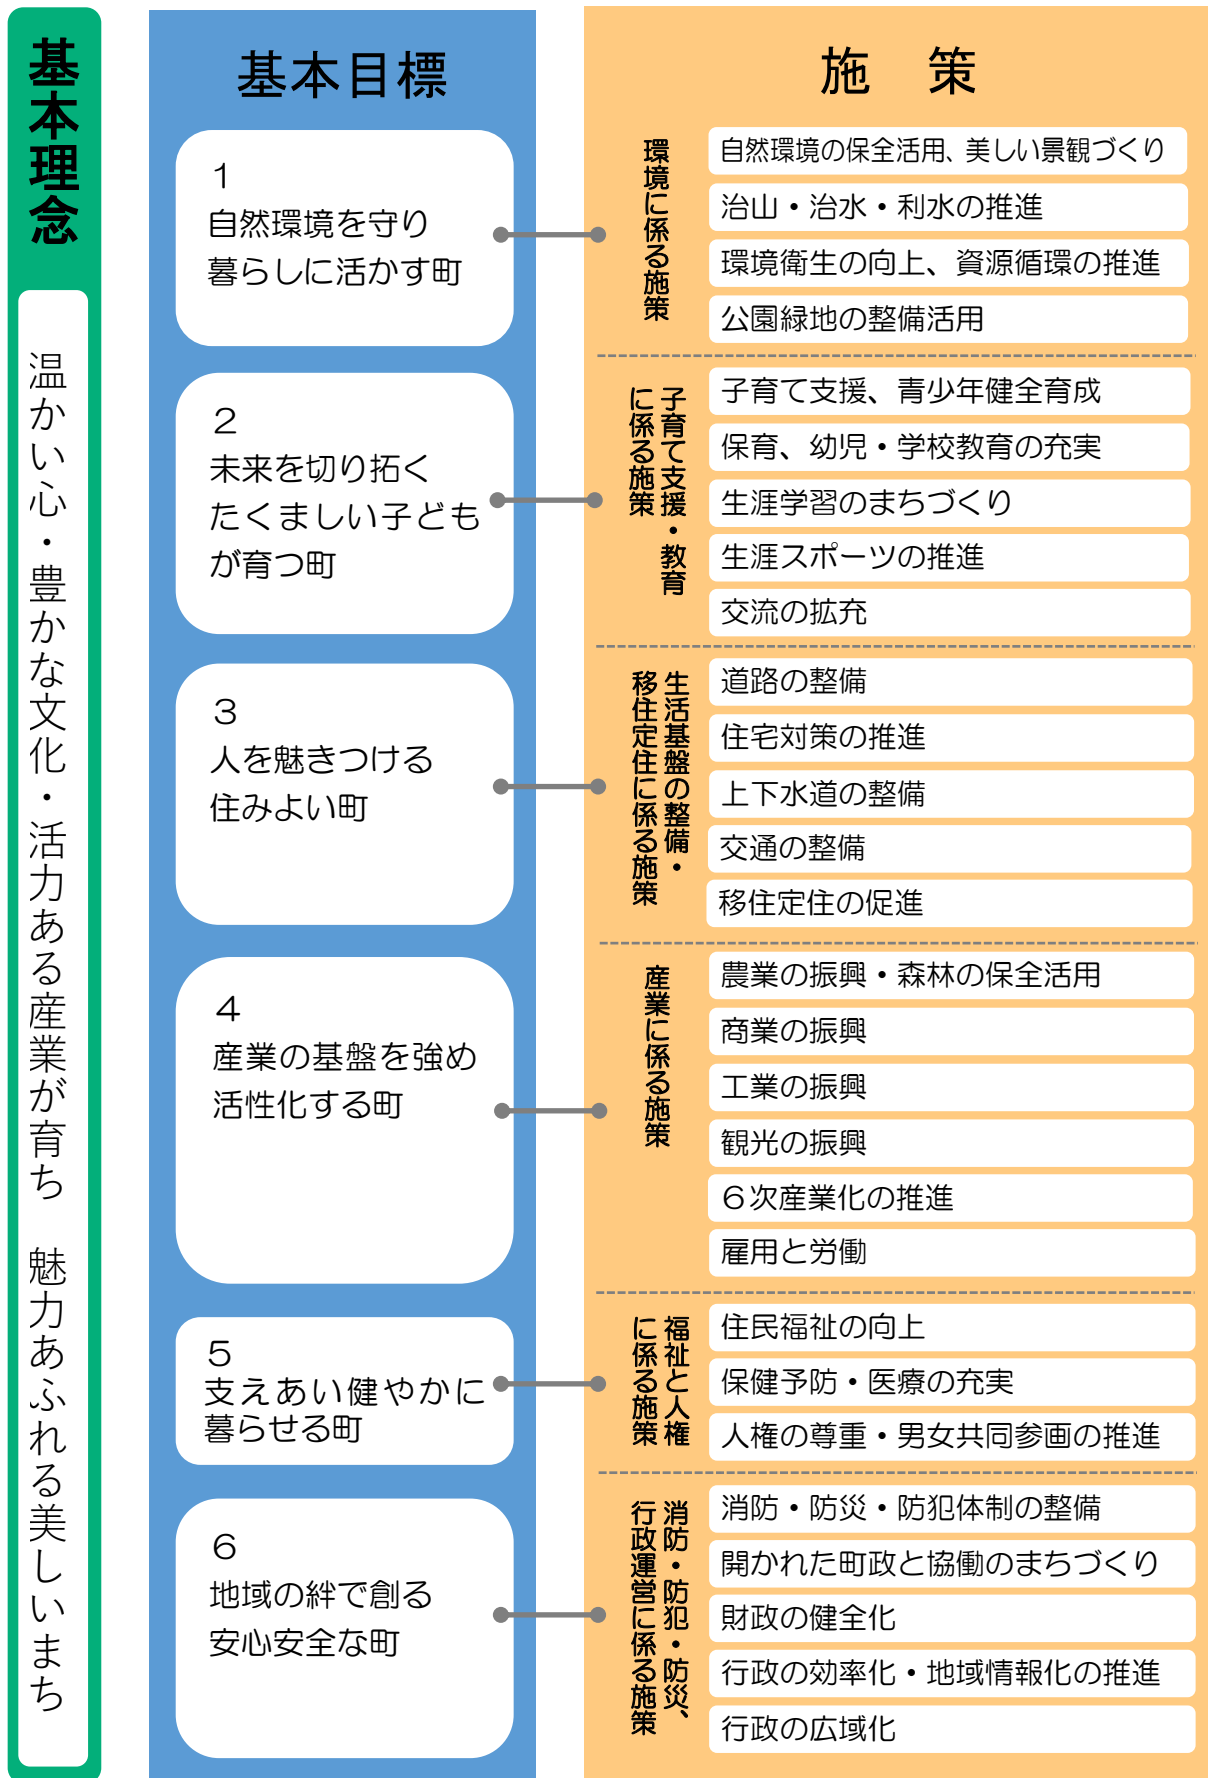 基本理念
温かい心・豊かな文化・活力ある産業が育ち　魅力あふれる美しいまち
基本目標
施　策
1
自然環境を守り
暮らしに活かす町
環境に係る施策
自然環境の保全活用、美しい景観づくり
治山・治水・利水の推進
環境衛生の向上、資源循環の推進
公園緑地の整備活用
2
未来を切り拓く
たくましい子ども
が育つ町
子育て支援・教育
に係る施策
子育て支援、青少年健全育成
保育、幼児・学校教育の充実
生涯学習のまちづくり
生涯スポーツの推進
交流の拡充
3
人を魅きつける
住みよい町
生活基盤の整備・
移住定住に係る施策
道路の整備
住宅対策の推進
上下水道の整備
交通の整備
移住定住の促進
4
産業の基盤を強め
活性化する町
産業に係る施策
農業の振興・森林の保全活用
商業の振興
工業の振興
観光の振興
６次産業化の推進
雇用と労働
5
支えあい健やかに
暮らせる町
福祉と人権
に係る施策
住民福祉の向上
保健予防・医療の充実
人権の尊重・男女共同参画の推進
6
地域の絆で創る
安心安全な町
消防・防犯・防災、
行政運営に係る施策
消防・防災・防犯体制の整備
開かれた町政と協働のまちづくり
財政の健全化
行政の効率化・地域情報化の推進
行政の広域化